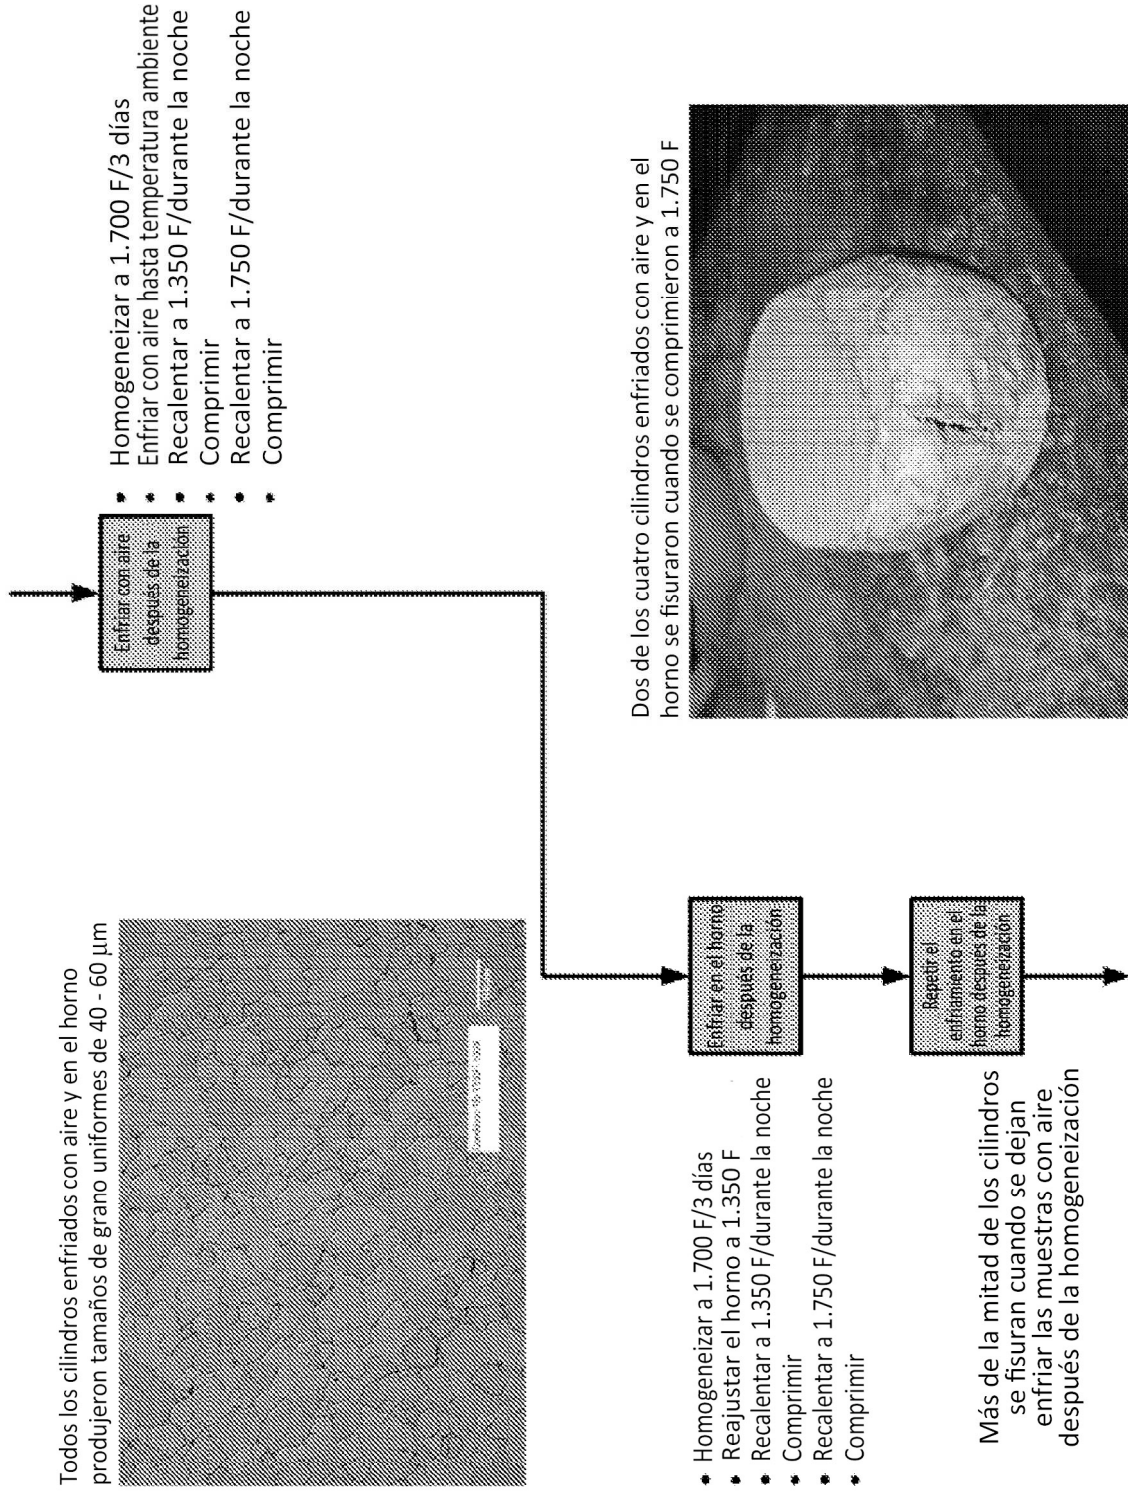 Todos los cilindros enfriados con aire y en el horno
produjeron tamaños de grano uniformes de 40 - 60 µm
Enfriar con aire
después de la
homogeneización
• Homogeneizar a 1.700 F/3 días
• Enfriar con aire hasta temperatura ambiente
• Recalentar a 1.350 F/durante la noche
• Comprimir
• Recalentar a 1.750 F/durante la noche
• Comprimir
• Homogeneizar a 1.700 F/3 días
• Reajustar el horno a 1.350 F
• Recalentar a 1.350 F/durante la noche
• Comprimir
• Recalentar a 1.750 F/durante la noche
• Comprimir
Enfriar en el horno
después de la
homogeneización
Repetir el
enfriamiento en el
horno después de la
homogeneización
Más de la mitad de los cilindros
se fisuran cuando se dejan
enfriar las muestras con aire
después de la homogeneización
Dos de los cuatro cilindros enfriados con aire y en el
horno se fisuraron cuando se comprimieron a 1.750 F